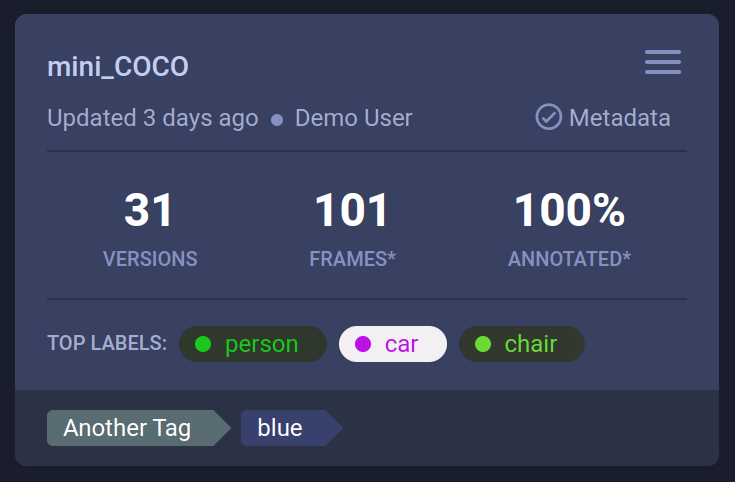 mini_COCO
Updated 3 days ago Demo User Metadata
31 101 100%
VERSIONS FRAMES* ANNOTATED*
TOP LABELS: person car chair
Another Tag blue